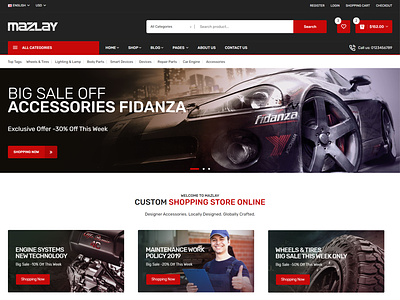 ENGLISH USD REGISTER LOGIN SHOPPING CART CHECKOUT
MAZLAY
All Categories Search
0 3 $162.00
ALL CATEGORIES HOME SHOP BLOG PAGES ABOUT US CONTACT US Call us: 0123456789
Top Tags: Wheels & Tires Lighting & Lamp Body Parts Smart Devices Devices Repair Parts Car Engine Accessories
BIG SALE OFF
ACCESSORIES FIDANZA
Exclusive Offer -30% Off This Week
SHOPPING NOW
Fidanza
WELCOME TO MAZLAY
CUSTOM SHOPPING STORE ONLINE
Designer Accessories. Locally Designed. Globally Crafted.
ENGINE SYSTEMS
NEW TECHNOLOGY
Big Sale -10% Off This Week
Shopping Now
MAINTENANCE WORK
POLICY 2019
Big Sale -20% Off This Week
Shopping Now
WHEELS & TIRES
BIG SALE THIS WEEK ONLY
Big Sale -50% Off This Week
Shopping Now